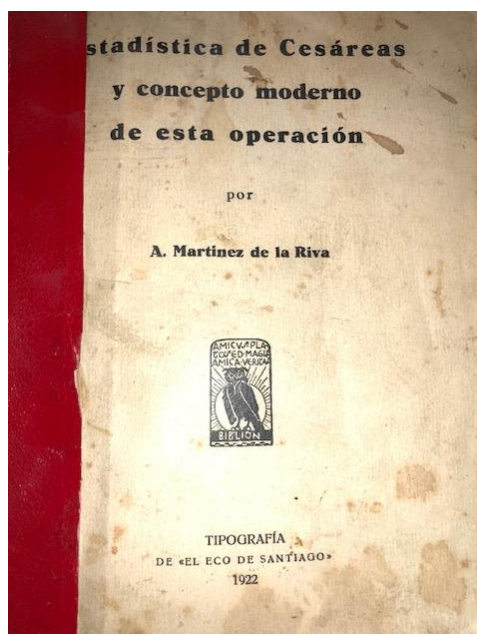 stadística de Cesáreas
y concepto moderno
de esta operación
por
A. Martinez de la Riva
AMICVS PLA
TO SED MAGIS
AMICA VERITAS
BIBLION
TIPOGRAFÍA
DE «EL ECO DE SANTIAGO»
1922